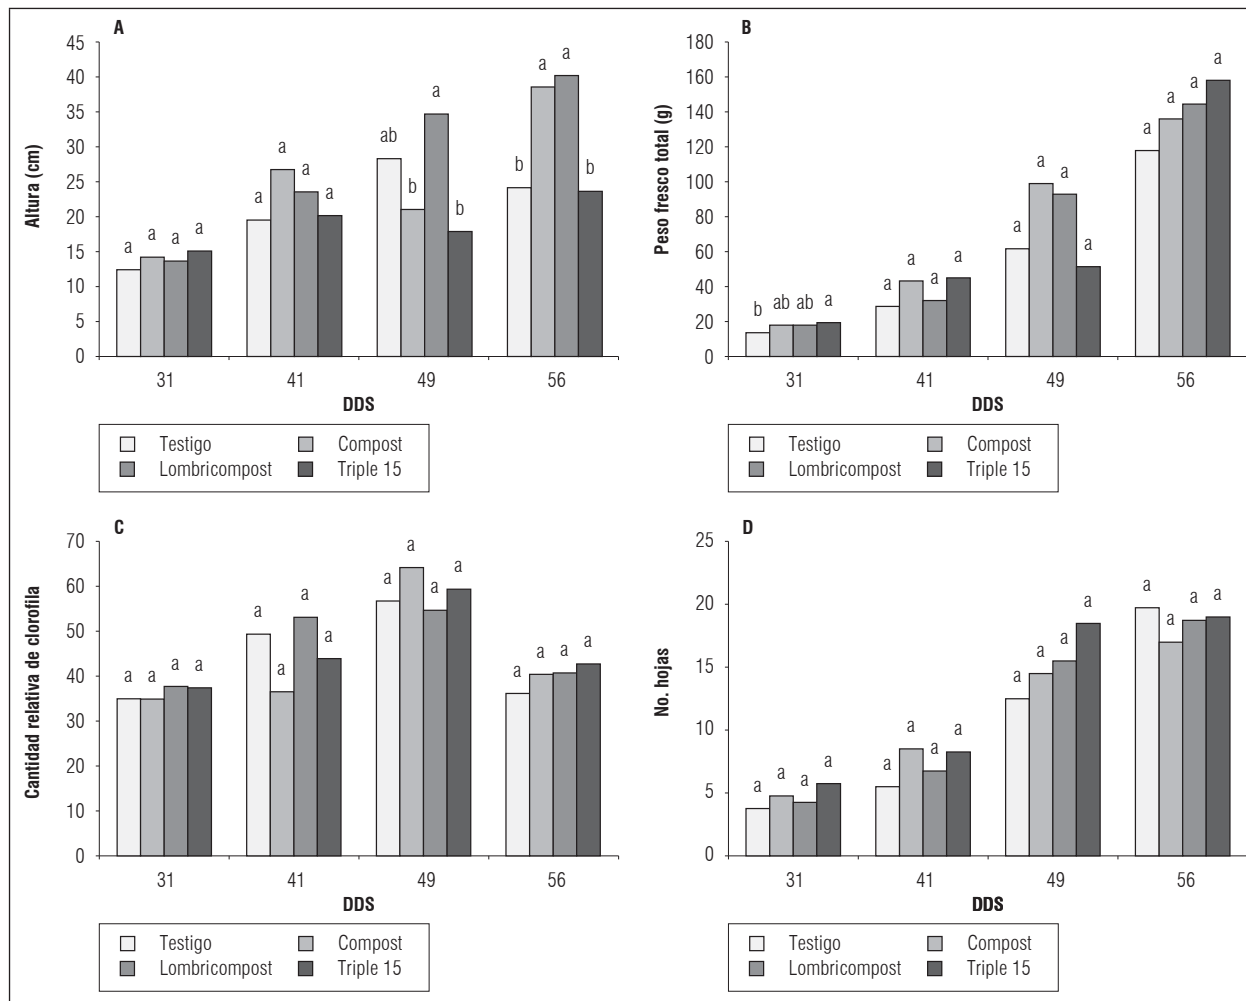 A
Altura (cm)
45
40
35
30
25
20
15
10
5
0
a a a a
a a a a
ab b a b
b a a b
31 41 49 56
DDS
Testigo Compost
Lombricompost Triple 15
B
Peso fresco total (g)
180
160
140
120
100
80
60
40
20
0
b ab ab a
a a a a
a a a a
a a a a
31 41 49 56
DDS
Testigo Compost
Lombricompost Triple 15
C
Cantidad relativa de clorofila
70
60
50
40
30
20
10
0
a a a a
a a a a
a a a a
a a a a
31 41 49 56
DDS
Testigo Compost
Lombricompost Triple 15
D
No. hojas
25
20
15
10
5
0
a a a a
a a a a
a a a a
a a a a
31 41 49 56
DDS
Testigo Compost
Lombricompost Triple 15